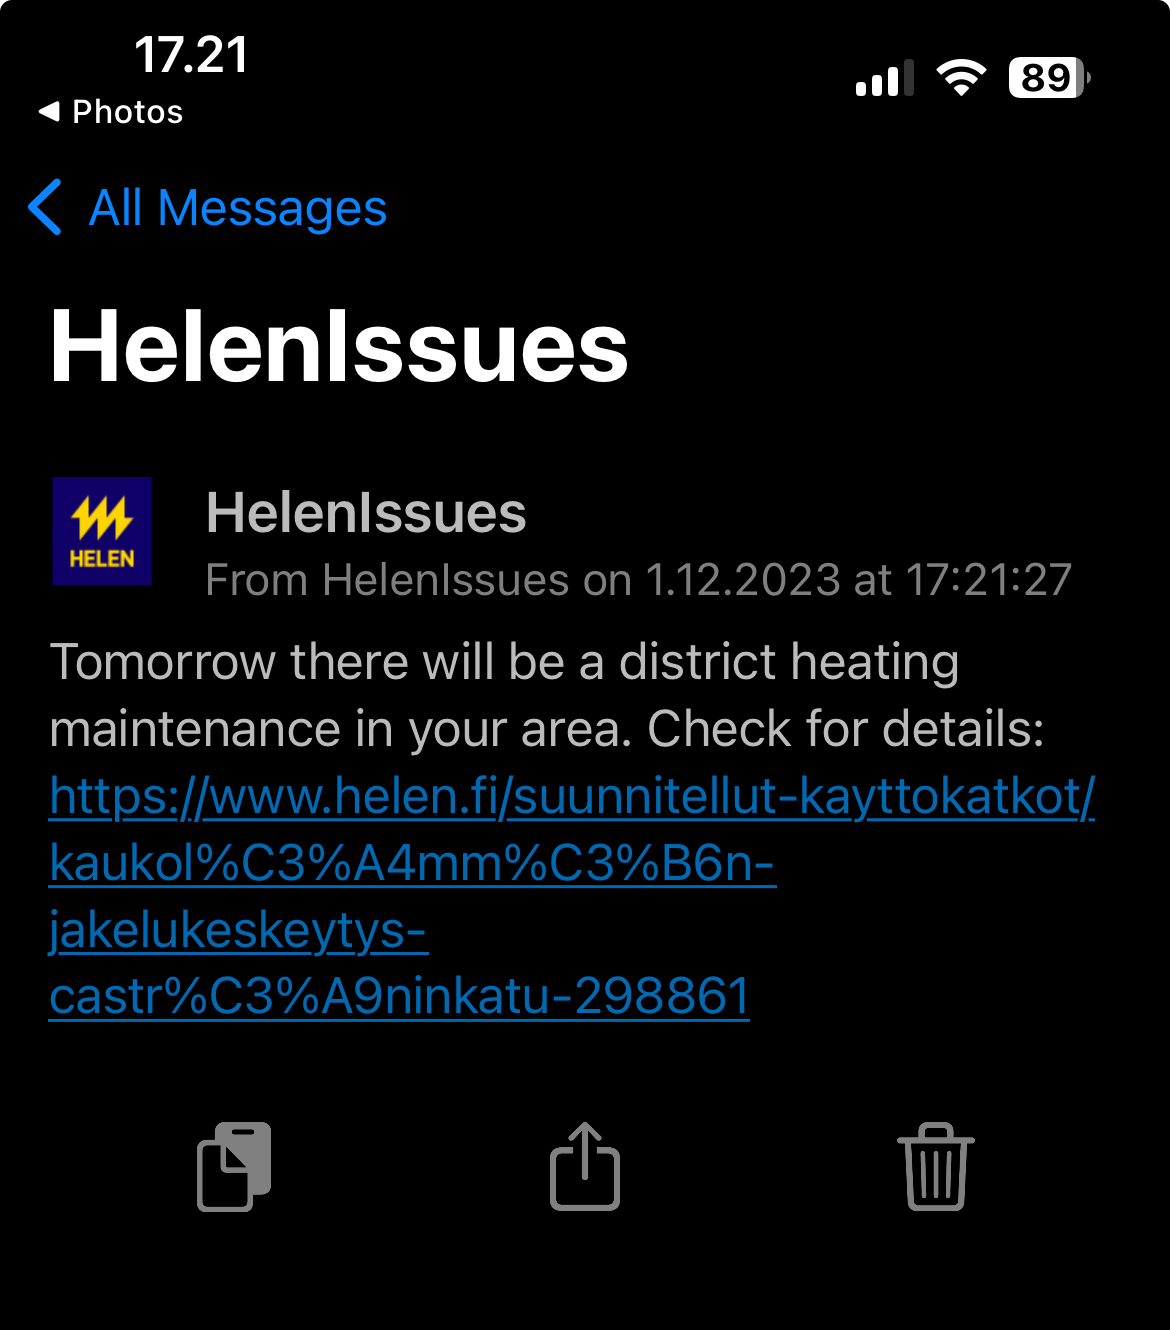 17.21
89
◀ Photos
All Messages
HelenIssues
HELEN
HelenIssues
From HelenIssues on 1.12.2023 at 17:21:27
Tomorrow there will be a district heating
maintenance in your area. Check for details:
https://www.helen.fi/suunnitellut-kayttokatkot/
kaukol%C3%A4mm%C3%B6n-
jakelukeskeytys-
castr%C3%A9ninkatu-298861